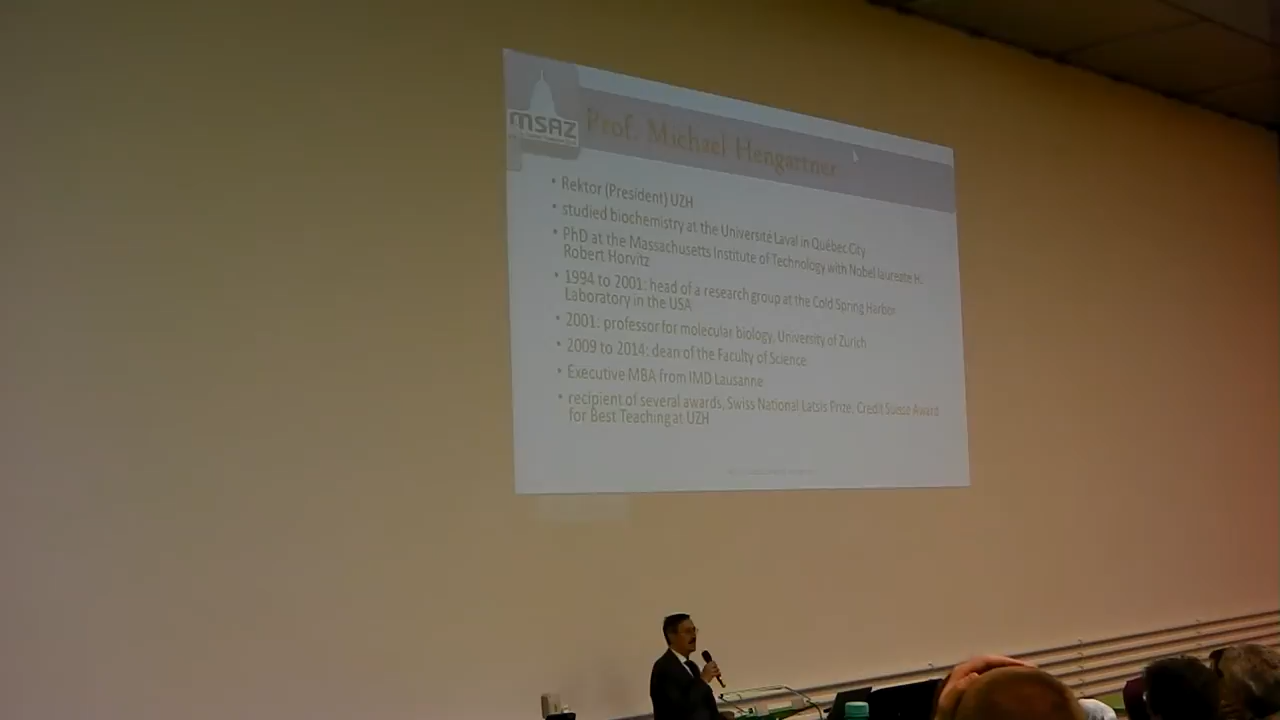 msaz
Prof. Michael Hengartner
• Rektor (President) UZH
• studied biochemistry at the Université Laval in Québec City
• PhD at the Massachusetts Institute of Technology with Nobel laureate H.
Robert Horvitz
• 1994 to 2001: head of a research group at the Cold Spring Harbor
Laboratory in the USA
• 2001: professor for molecular biology, University of Zurich
• 2009 to 2014: dean of the Faculty of Science
• Executive MBA from IMD Lausanne
• recipient of several awards, Swiss National Latsis Prize, Credit Suisse Award
for Best Teaching at UZH